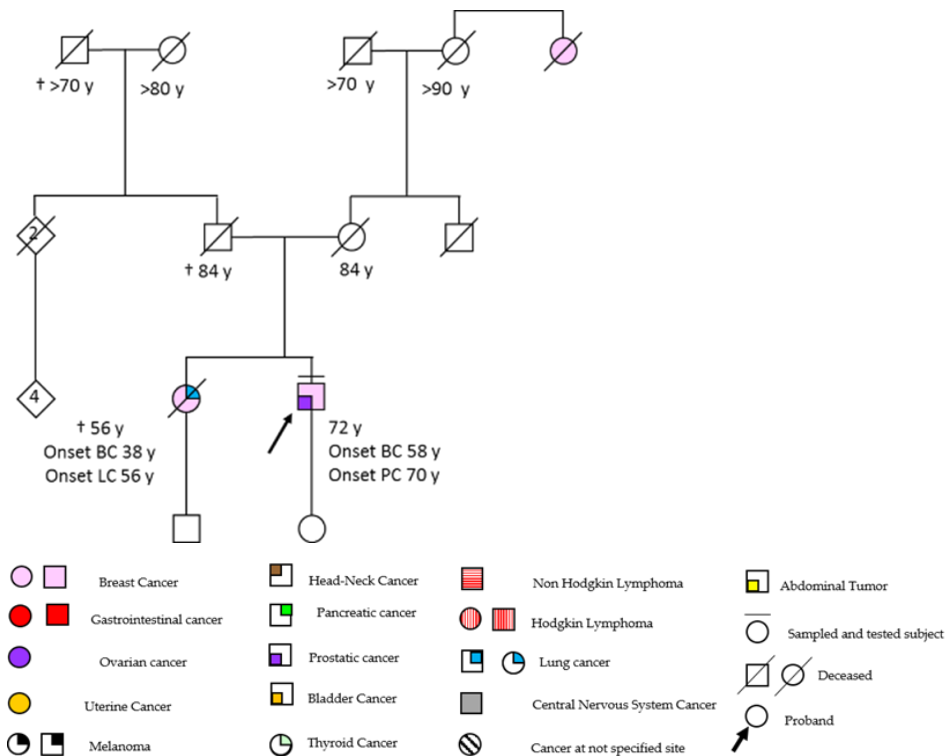 † >70 y
>80 y
>70 y
>90 y
2
† 84 y
84 y
4
† 56 y
Onset BC 38 y
Onset LC 56 y
72 y
Onset BC 58 y
Onset PC 70 y
Breast Cancer
Gastrointestinal cancer
Ovarian cancer
Uterine Cancer
Melanoma
Head-Neck Cancer
Pancreatic cancer
Prostatic cancer
Bladder Cancer
Thyroid Cancer
Non Hodgkin Lymphoma
Hodgkin Lymphoma
Lung cancer
Central Nervous System Cancer
Cancer at not specified site
Abdominal Tumor
Sampled and tested subject
Deceased
Proband